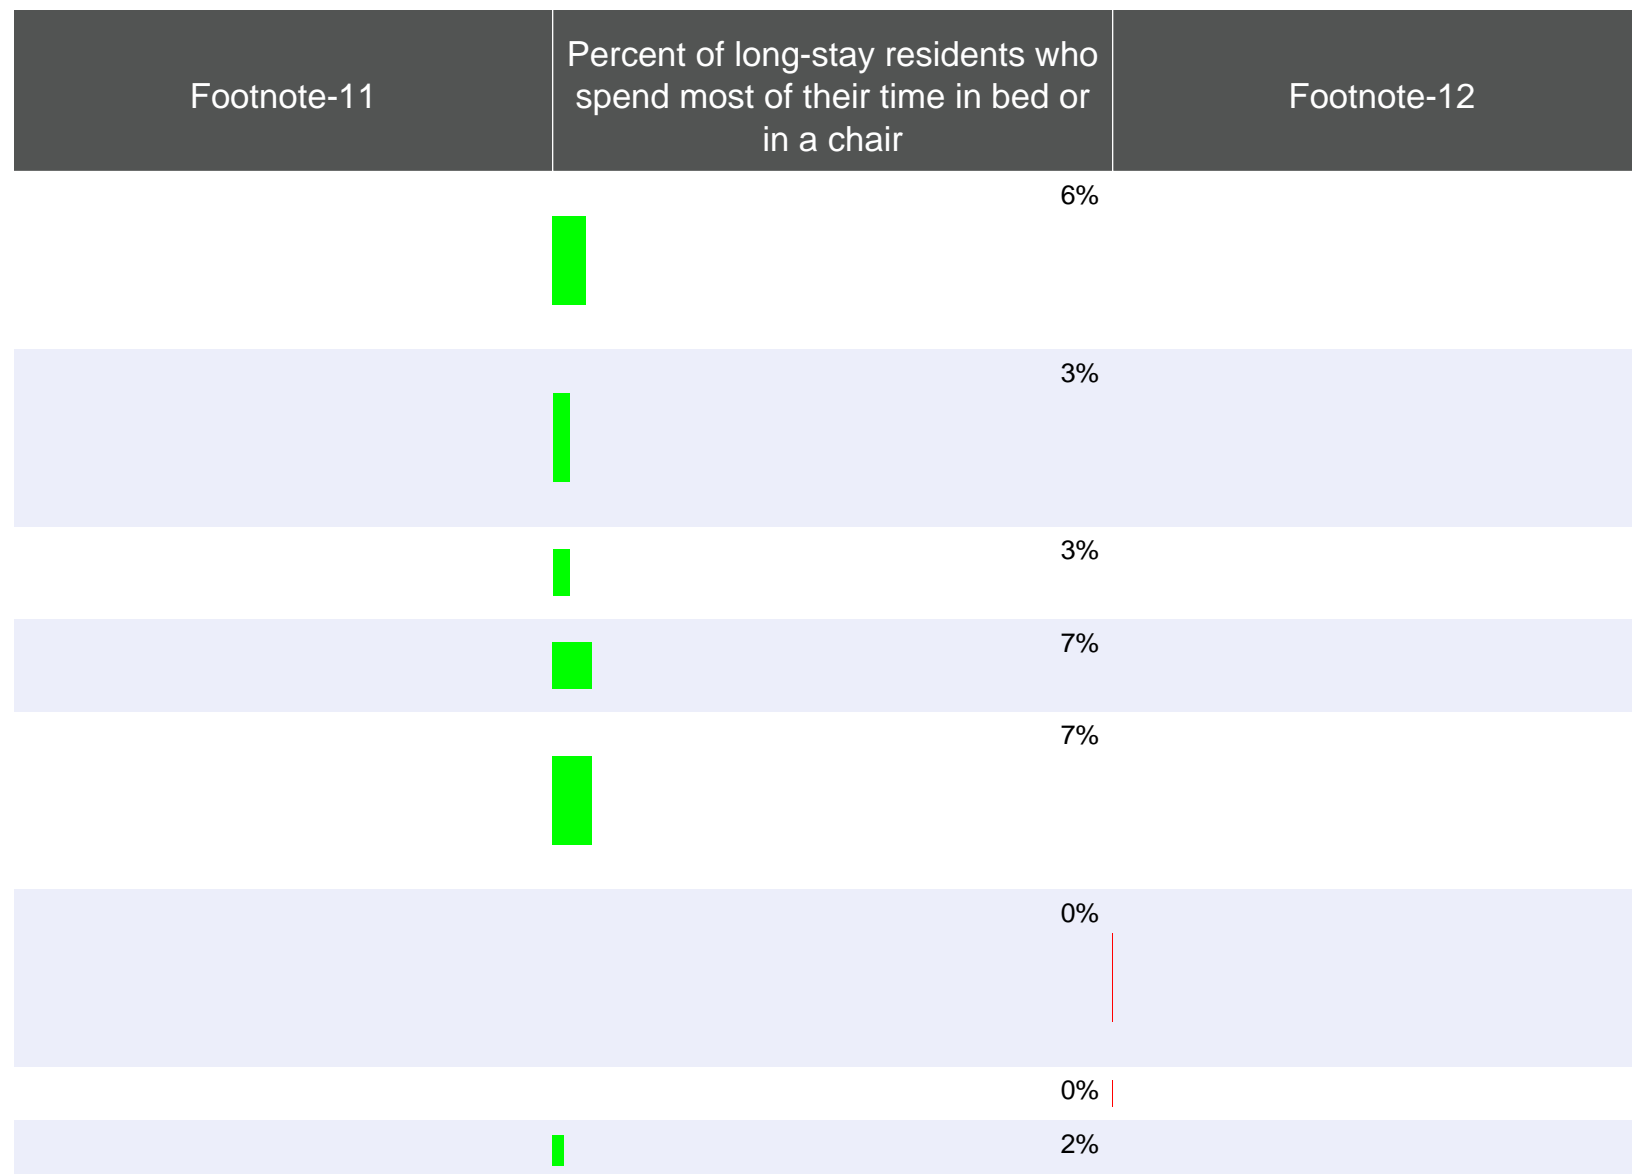 Footnote-11
Percent of long-stay residents who
spend most of their time in bed or
in a chair
Footnote-12
6%
3%
3%
7%
7%
0%
0%
2%